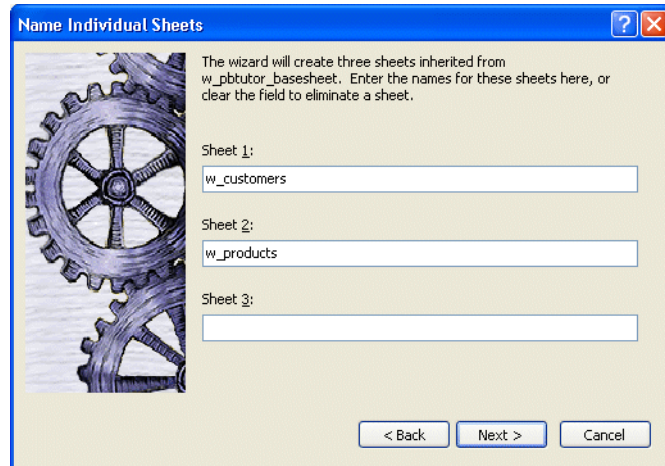 Name Individual Sheets
The wizard will create three sheets inherited from
w_pbtutor_basesheet. Enter the names for these sheets here, or
clear the field to eliminate a sheet.
Sheet 1:
w_customers
Sheet 2:
w_products
Sheet 3:
< Back Next > Cancel